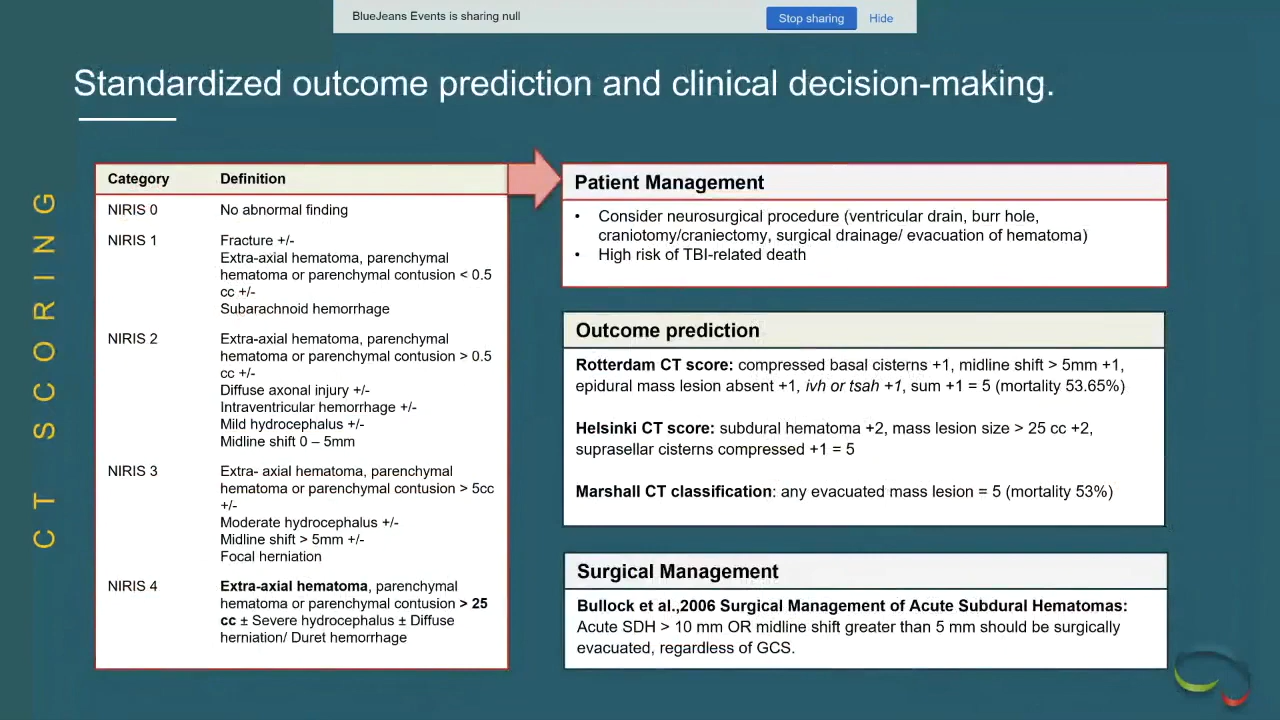 BlueJeans Events is sharing null
Stop sharing
Hide
Standardized outcome prediction and clinical decision-making.
CT SCORING
Category Definition
NIRIS 0 No abnormal finding
NIRIS 1 Fracture +/-
Extra-axial hematoma, parenchymal
hematoma or parenchymal contusion < 0.5
cc +/-
Subarachnoid hemorrhage
NIRIS 2 Extra-axial hematoma, parenchymal
hematoma or parenchymal contusion > 0.5
cc +/-
Diffuse axonal injury +/-
Intraventricular hemorrhage +/-
Mild hydrocephalus +/-
Midline shift 0 – 5mm
NIRIS 3 Extra- axial hematoma, parenchymal
hematoma or parenchymal contusion > 5cc
+/-
Moderate hydrocephalus +/-
Midline shift > 5mm +/-
Focal herniation
NIRIS 4 Extra-axial hematoma, parenchymal
hematoma or parenchymal contusion > 25
cc ± Severe hydrocephalus ± Diffuse
herniation/ Duret hemorrhage
Patient Management
• Consider neurosurgical procedure (ventricular drain, burr hole,
craniotomy/craniectomy, surgical drainage/ evacuation of hematoma)
• High risk of TBI-related death
Outcome prediction
Rotterdam CT score: compressed basal cisterns +1, midline shift > 5mm +1,
epidural mass lesion absent +1, ivh or tsah +1, sum +1 = 5 (mortality 53.65%)
Helsinki CT score: subdural hematoma +2, mass lesion size > 25 cc +2,
suprasellar cisterns compressed +1 = 5
Marshall CT classification: any evacuated mass lesion = 5 (mortality 53%)
Surgical Management
Bullock et al.,2006 Surgical Management of Acute Subdural Hematomas:
Acute SDH > 10 mm OR midline shift greater than 5 mm should be surgically
evacuated, regardless of GCS.